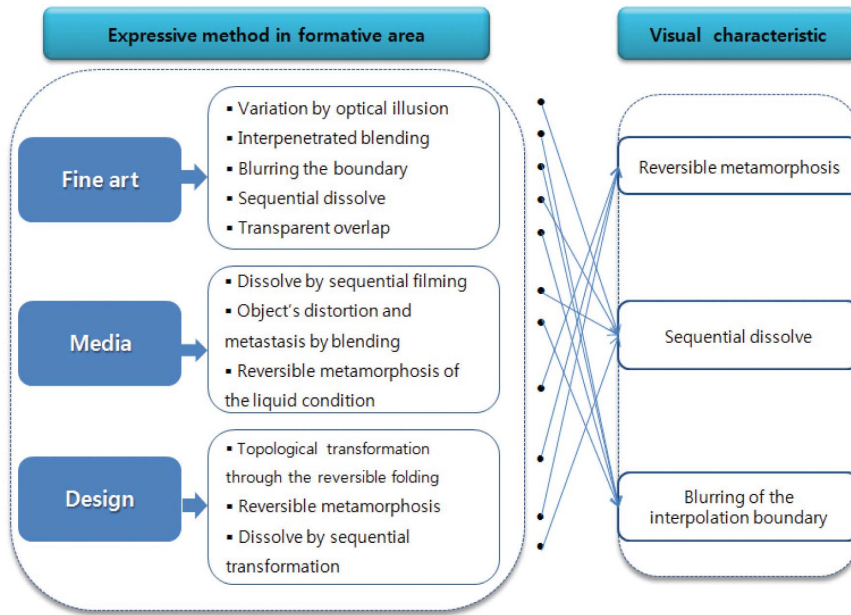 Expressive method in formative area
Visual characteristic
Fine art
▪ Variation by optical illusion
▪ Interpenetrated blending
▪ Blurring the boundary
▪ Sequential dissolve
▪ Transparent overlap
Media
▪ Dissolve by sequential filming
▪ Object's distortion and
metastasis by blending
▪ Reversible metamorphosis of
the liquid condition
Design
▪ Topological transformation
through the reversible folding
▪ Reversible metamorphosis
▪ Dissolve by sequential
transformation
Reversible metamorphosis
Sequential dissolve
Blurring of the
interpolation boundary